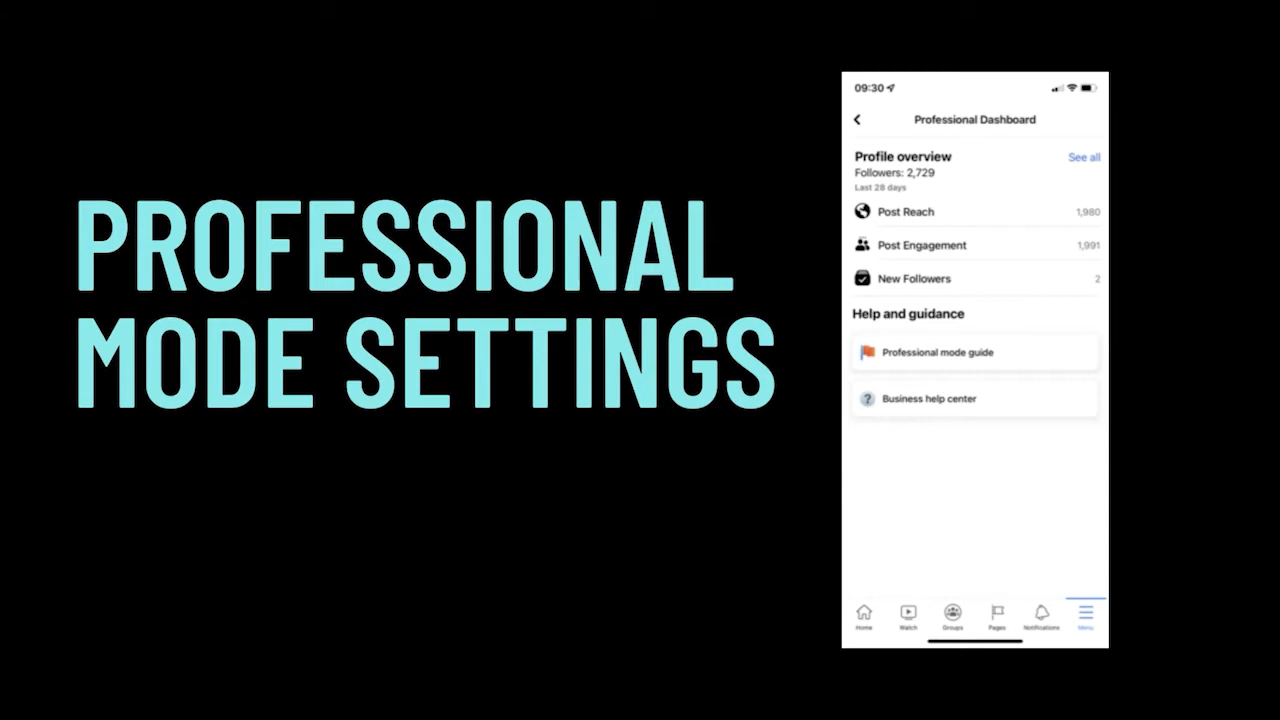 PROFESSIONAL
MODE SETTINGS
09:30
Professional Dashboard
Profile overview
See all
Followers: 2,729
Last 28 days
Post Reach
1,980
Post Engagement
1,991
New Followers
2
Help and guidance
Professional mode guide
? Business help center
Home
Watch
Groups
Pages
Notifications
Menu